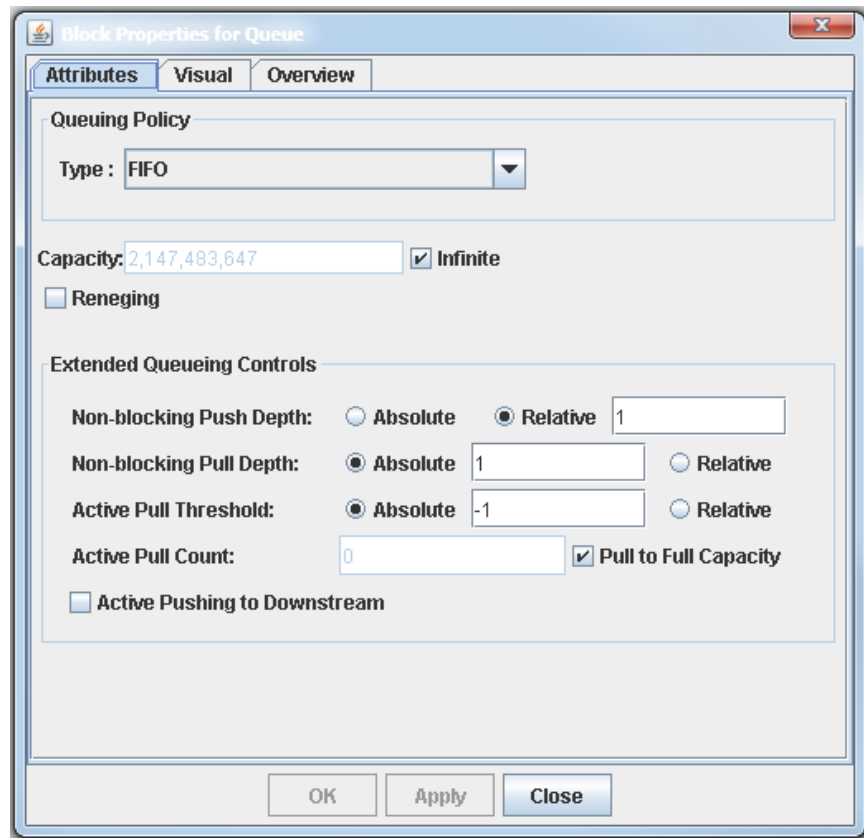 Block Properties for Queue
Attributes Visual Overview
Queuing Policy
Type : FIFO
Capacity: 2,147,483,647 Infinite
Reneging
Extended Queueing Controls
Non-blocking Push Depth: Absolute Relative 1
Non-blocking Pull Depth: Absolute 1 Relative
Active Pull Threshold: Absolute -1 Relative
Active Pull Count: 0 Pull to Full Capacity
Active Pushing to Downstream
OK Apply Close